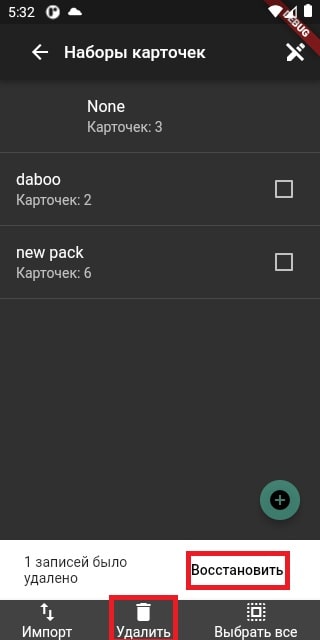 5:32
DEBUG
Наборы карточек
None
Карточек: 3
daboo
Карточек: 2
new pack
Карточек: 6
1 записей было
удалено
Восстановить
Импорт
Удалить
Выбрать все